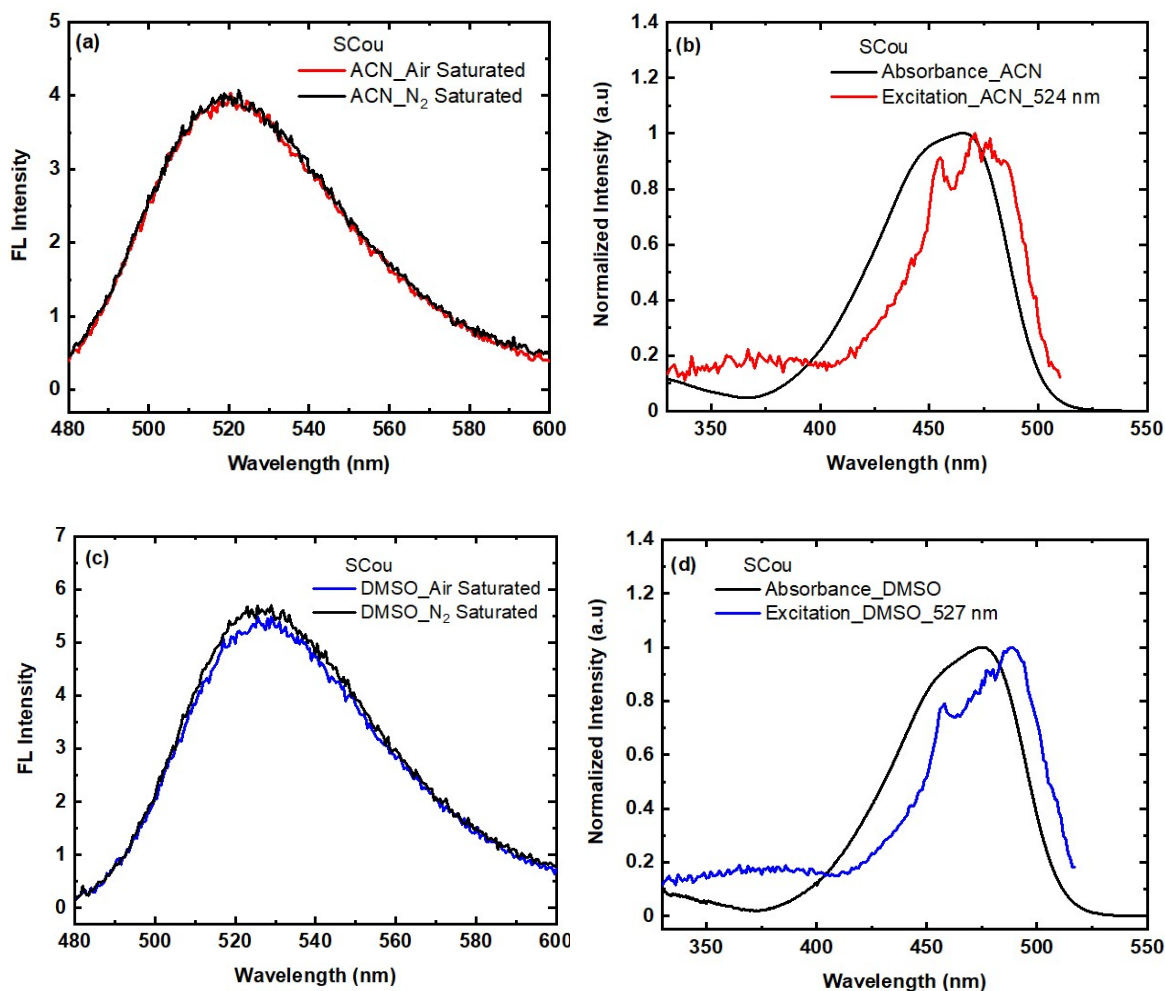 (a)
SCou
ACN_Air Saturated
ACN_N₂ Saturated
5
4
3
2
1
0
FL Intensity
480 500 520 540 560 580 600
Wavelength (nm)
(b)
SCou
Absorbance_ACN
Excitation_ACN_524 nm
1.4
1.2
1
0.8
0.6
0.4
0.2
0
Normalized Intensity (a.u)
350 400 450 500 550
Wavelength (nm)
(c)
SCou
DMSO_Air Saturated
DMSO_N₂ Saturated
7
6
5
4
3
2
1
0
FL Intensity
480 500 520 540 560 580 600
Wavelength (nm)
(d)
SCou
Absorbance_DMSO
Excitation_DMSO_527 nm
1.4
1.2
1
0.8
0.6
0.4
0.2
0
Normalized Intensity (a.u)
350 400 450 500 550
Wavelength (nm)